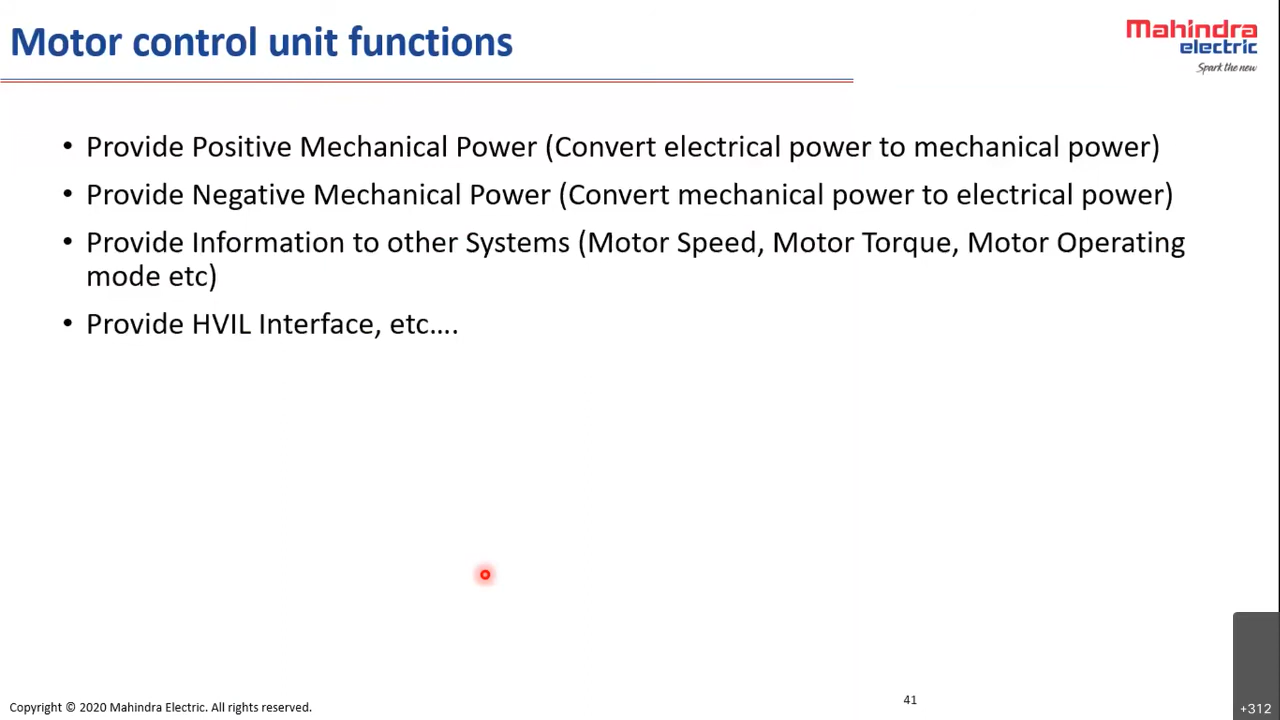 Motor control unit functions
Mahindra
electric
Spark the new
• Provide Positive Mechanical Power (Convert electrical power to mechanical power)
• Provide Negative Mechanical Power (Convert mechanical power to electrical power)
• Provide Information to other Systems (Motor Speed, Motor Torque, Motor Operating
mode etc)
• Provide HVIL Interface, etc….
Copyright © 2020 Mahindra Electric. All rights reserved.
41
+312